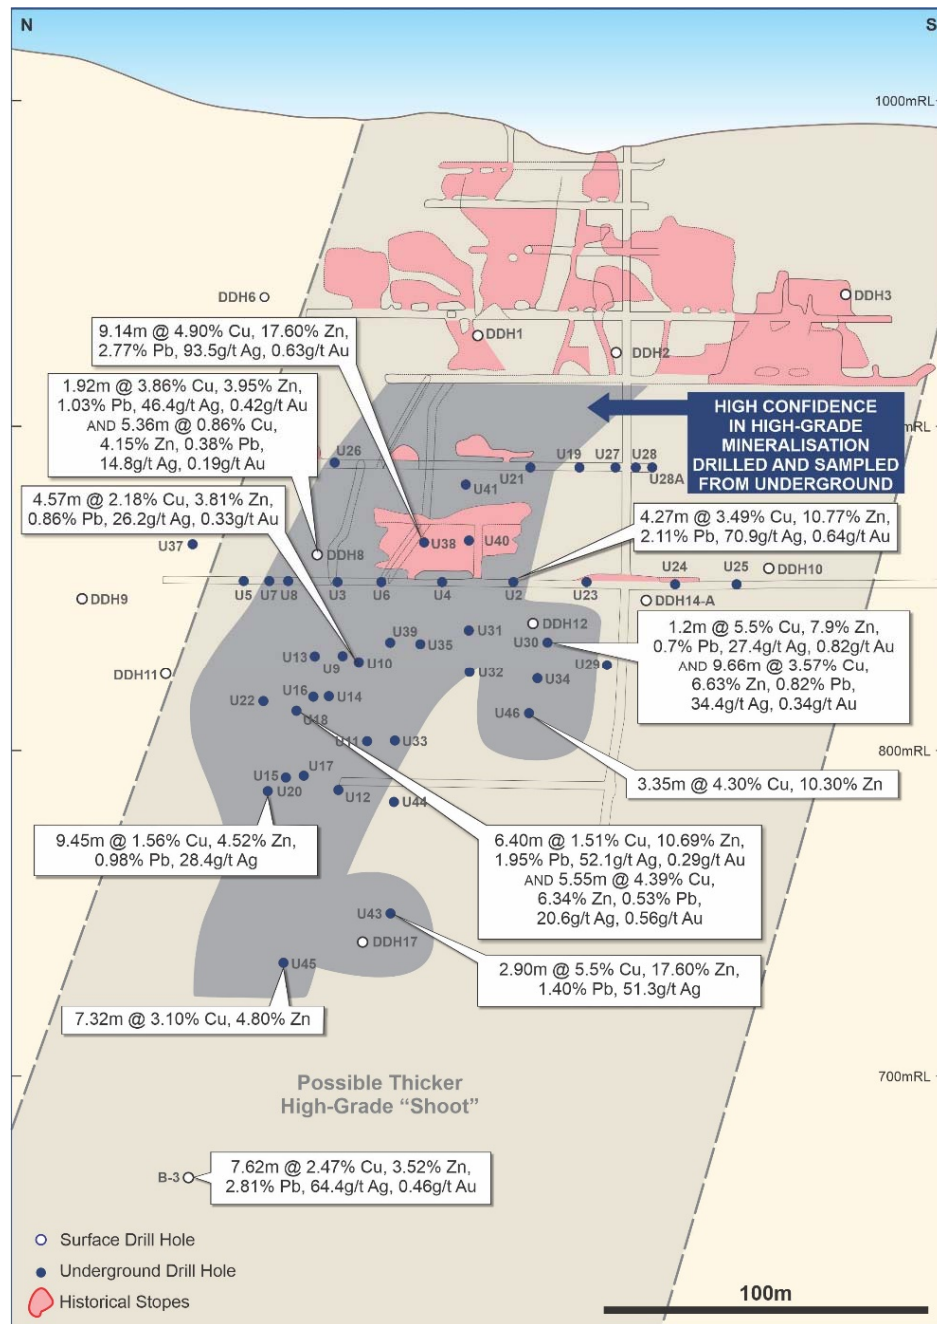 N
S
1000mRL
DDH6
DDH3
9.14m @ 4.90% Cu, 17.60% Zn,
2.77% Pb, 93.5g/t Ag, 0.63g/t Au
DDH1
DDH2
1.92m @ 3.86% Cu, 3.95% Zn,
1.03% Pb, 46.4g/t Ag, 0.42g/t Au
AND 5.36m @ 0.86% Cu,
4.15% Zn, 0.38% Pb,
14.8g/t Ag, 0.19g/t Au
HIGH CONFIDENCE
IN HIGH-GRADE
MINERALISATION
DRILLED AND SAMPLED
FROM UNDERGROUND
U26
U41
U21
U19
U27
U28
U28A
4.57m @ 2.18% Cu, 3.81% Zn,
0.86% Pb, 26.2g/t Ag, 0.33g/t Au
4.27m @ 3.49% Cu, 10.77% Zn,
2.11% Pb, 70.9g/t Ag, 0.64g/t Au
U37
DDH8
U38
U40
DDH10
U5
U7
U8
U3
U6
U4
U2
U23
U24
U25
DDH9
DDH14-A
DDH12
U31
U39
U35
U30
1.2m @ 5.5% Cu, 7.9% Zn,
0.7% Pb, 27.4g/t Ag, 0.82g/t Au
AND 9.66m @ 3.57% Cu,
6.63% Zn, 0.82% Pb,
34.4g/t Ag, 0.34g/t Au
DDH11
U13
U9
U10
U32
U34
U29
U22
U16
U14
U18
U46
U11
U33
800mRL
U15
U17
U20
U12
U44
3.35m @ 4.30% Cu, 10.30% Zn
9.45m @ 1.56% Cu, 4.52% Zn,
0.98% Pb, 28.4g/t Ag
6.40m @ 1.51% Cu, 10.69% Zn,
1.95% Pb, 52.1g/t Ag, 0.29g/t Au
AND 5.55m @ 4.39% Cu,
6.34% Zn, 0.53% Pb,
20.6g/t Ag, 0.56g/t Au
U43
DDH17
U45
2.90m @ 5.5% Cu, 17.60% Zn,
1.40% Pb, 51.3g/t Ag
7.32m @ 3.10% Cu, 4.80% Zn
700mRL
Possible Thicker
High-Grade “Shoot”
B-3
7.62m @ 2.47% Cu, 3.52% Zn,
2.81% Pb, 64.4g/t Ag, 0.46g/t Au
Surface Drill Hole
Underground Drill Hole
Historical Stopes
100m